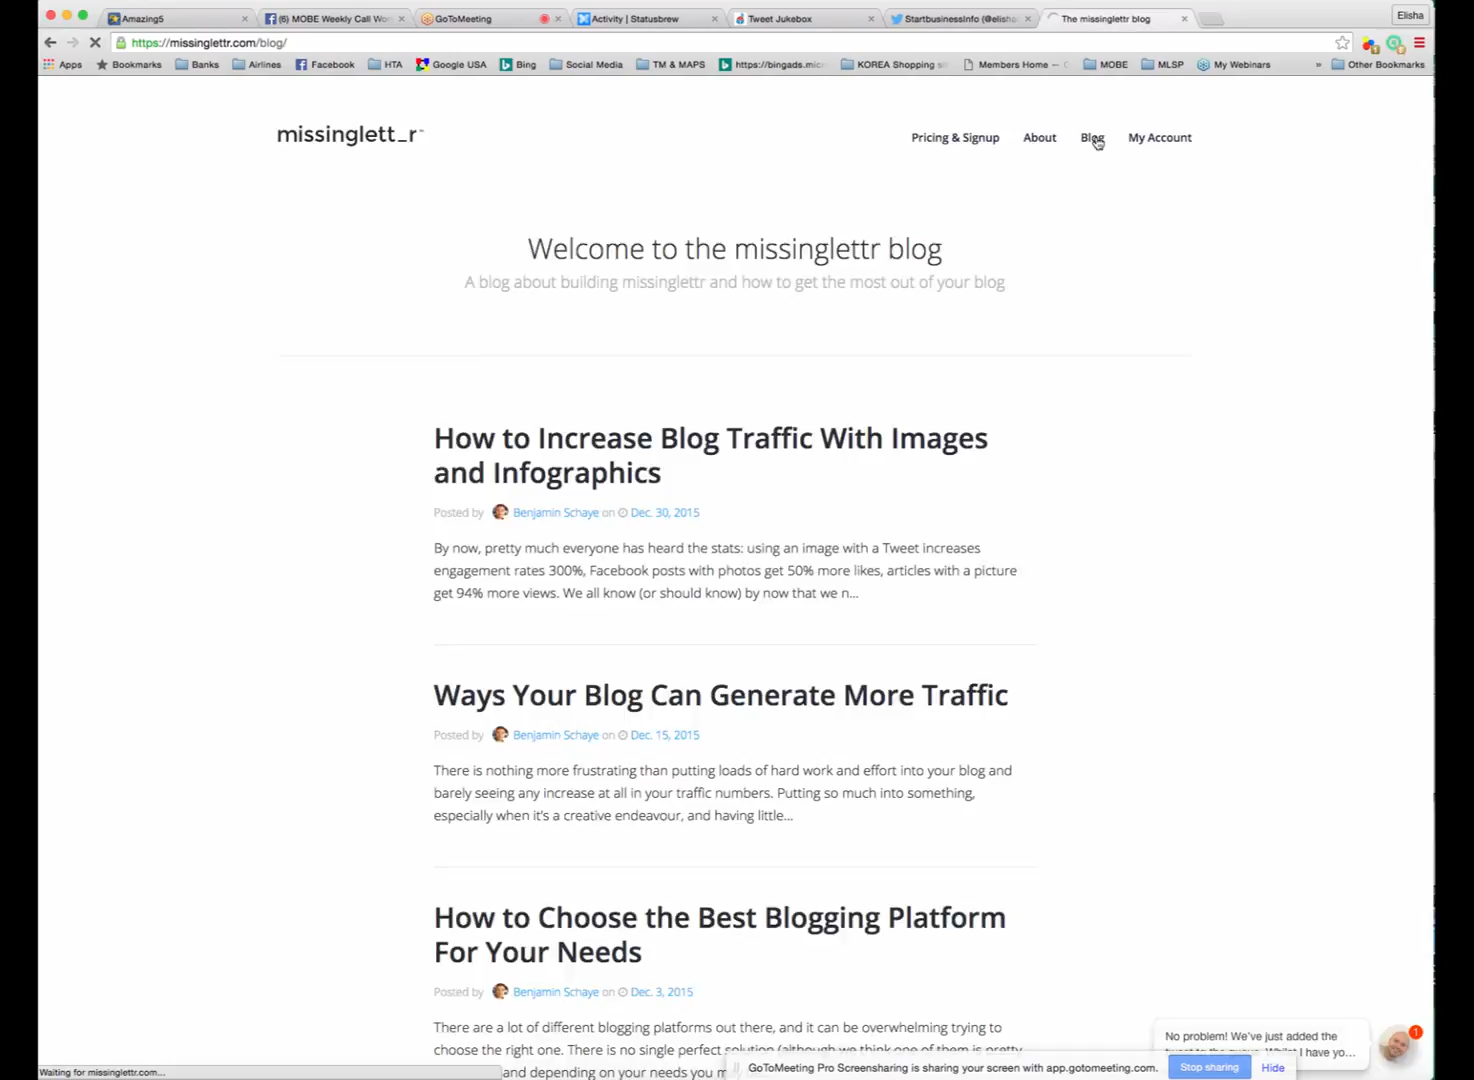 Amazing5
(6) MOBE Weekly Call Wor
GoToMeeting
Activity | Statusbrew
Tweet Jukebox
StartbusinessInfo (@elisha
The missinglettr blog
Elisha
https://missinglettr.com/blog/
Apps
Bookmarks
Banks
Airlines
Facebook
HTA
Google USA
Bing
Social Media
TM & MAPS
https://bingads.micr
KOREA Shopping s
Members Home –
MOBE
MLSP
My Webinars
»
Other Bookmarks
missinglett_r™
Pricing & Signup
About
Blog
My Account
Welcome to the missinglettr blog
A blog about building missinglettr and how to get the most out of your blog
How to Increase Blog Traffic With Images
and Infographics
Posted by Benjamin Schaye on Dec. 30, 2015
By now, pretty much everyone has heard the stats: using an image with a Tweet increases
engagement rates 300%, Facebook posts with photos get 50% more likes, articles with a picture
get 94% more views. We all know (or should know) by now that we n...
Ways Your Blog Can Generate More Traffic
Posted by Benjamin Schaye on Dec. 15, 2015
There is nothing more frustrating than putting loads of hard work and effort into your blog and
barely seeing any increase at all in your traffic numbers. Putting so much into something,
especially when it's a creative endeavour, and having little...
How to Choose the Best Blogging Platform
For Your Needs
Posted by Benjamin Schaye on Dec. 3, 2015
There are a lot of different blogging platforms out there, and it can be overwhelming trying to
choose the right one. There is no single perfect solution (although we think one of them is pretty
and depending on your needs you m
No problem! We've just added the
I have yo...
1
GoToMeeting Pro Screensharing is sharing your screen with app.gotomeeting.com.
Stop sharing
Hide
Waiting for missinglettr.com...